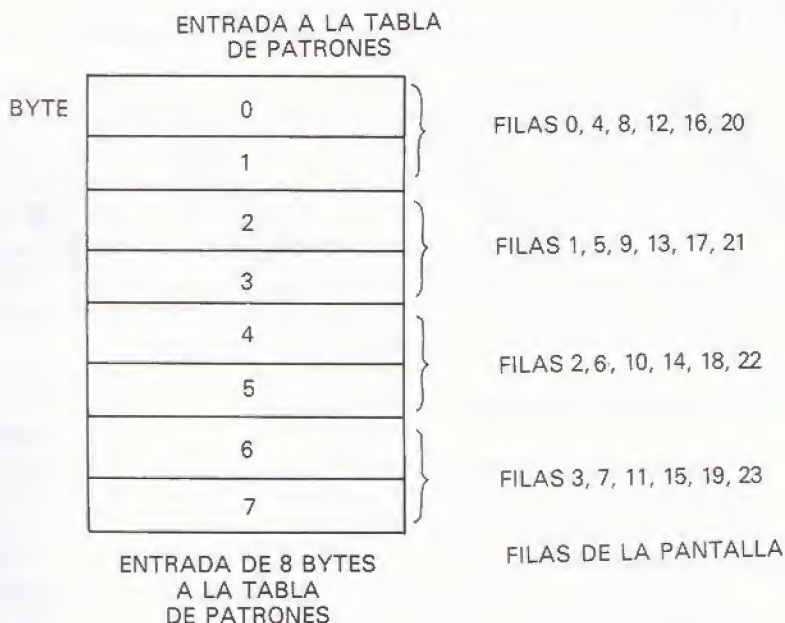 ENTRADA A LA TABLA
DE PATRONES
BYTE
0
FILAS 0, 4, 8, 12, 16, 20
1
2
FILAS 1, 5, 9, 13, 17, 21
3
4
FILAS 2, 6, 10, 14, 18, 22
5
6
FILAS 3, 7, 11, 15, 19, 23
7
ENTRADA DE 8 BYTES
A LA TABLA
DE PATRONES
FILAS DE LA PANTALLA